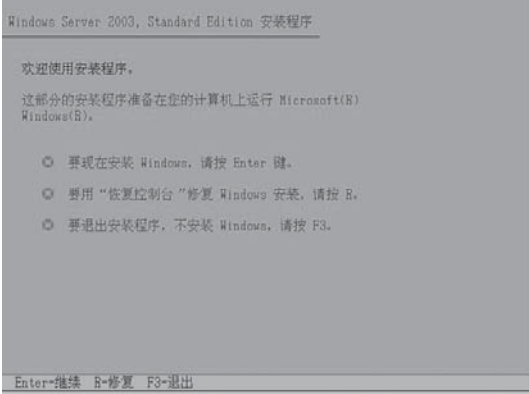 Windows Server 2003, Standard Edition 安装程序
欢迎使用安装程序。
这部分的安装程序准备在您的计算机上运行 Microsoft(R)
Windows(R)。
要现在安装 Windows，请按 Enter 键。
要用“恢复控制台”修复 Windows 安装，请按 R。
要退出安装程序，不安装 Windows，请按 F3。
Enter=继续 R=修复 F3=退出